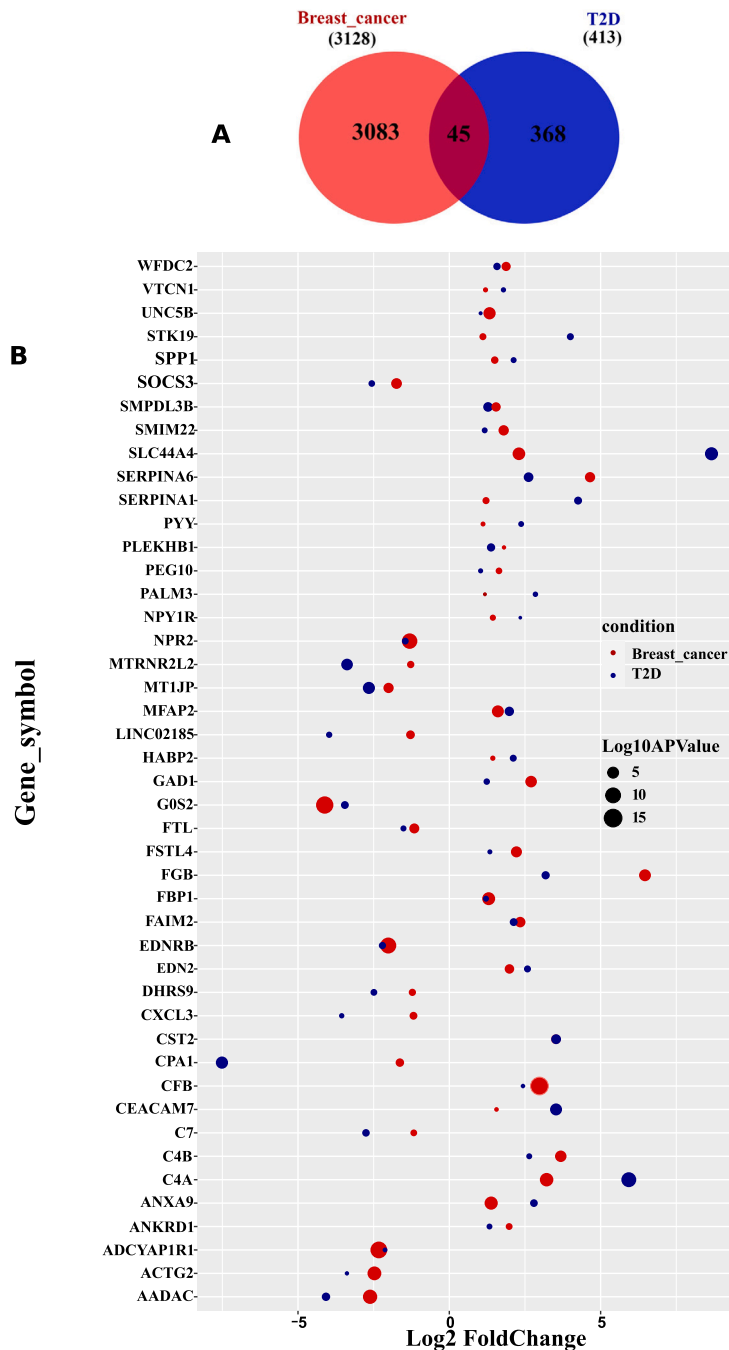 Breast_cancer
(3128)
T2D
(413)
A
3083
45
368
B
WFDC2
VTCN1
UNC5B
STK19
SPP1
SOCS3
SMPDL3B
SMIM22
SLC44A4
SERPINA6
SERPINA1
PYY
PLEKHB1
PEG10
PALM3
NPY1R
NPR2
MTRNR2L2
MT1JP
MFAP2
LINC02185
HABP2
GAD1
G0S2
FTL
FSTL4
FGB
FBP1
FAIM2
EDNRB
EDN2
DHRS9
CXCL3
CST2
CPA1
CFB
CEACAM7
C7
C4B
C4A
ANXA9
ANKRD1
ADCYAP1R1
ACTG2
AADAC
Gene_symbol
condition
Breast_cancer
T2D
Log10APValue
5
10
15
−5 0 5
Log2 FoldChange